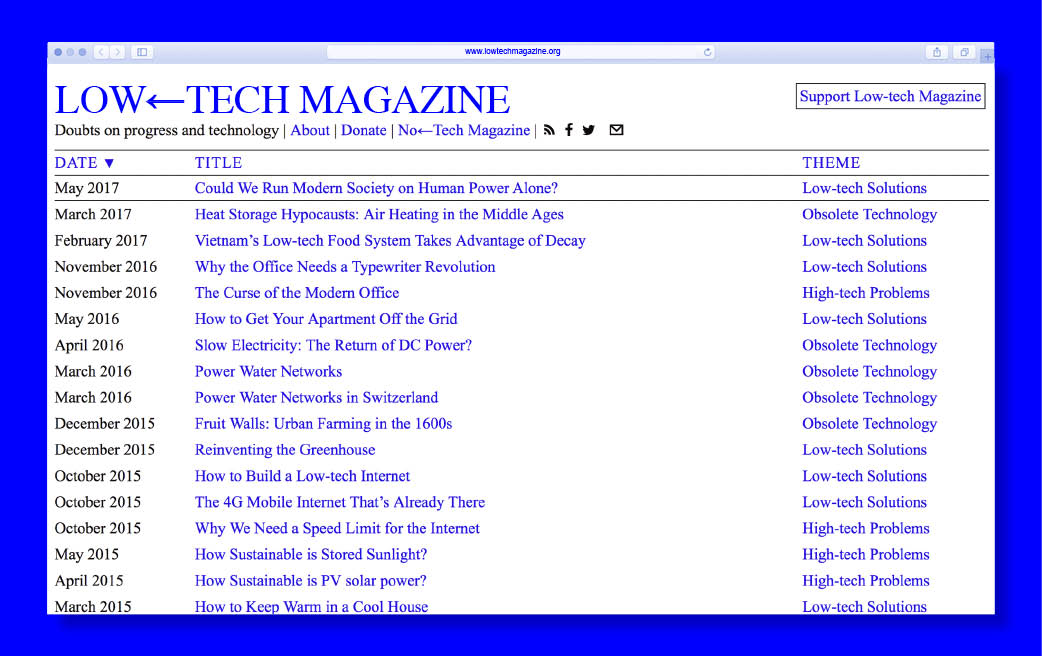 www.lowtechmagazine.org
LOW←TECH MAGAZINE
Support Low-tech Magazine
Doubts on progress and technology | About | Donate | No←Tech Magazine |
DATE ▼ TITLE THEME
May 2017 Could We Run Modern Society on Human Power Alone? Low-tech Solutions
March 2017 Heat Storage Hypocausts: Air Heating in the Middle Ages Obsolete Technology
February 2017 Vietnam's Low-tech Food System Takes Advantage of Decay Low-tech Solutions
November 2016 Why the Office Needs a Typewriter Revolution Low-tech Solutions
November 2016 The Curse of the Modern Office High-tech Problems
May 2016 How to Get Your Apartment Off the Grid Low-tech Solutions
April 2016 Slow Electricity: The Return of DC Power? Obsolete Technology
March 2016 Power Water Networks Obsolete Technology
March 2016 Power Water Networks in Switzerland Obsolete Technology
December 2015 Fruit Walls: Urban Farming in the 1600s Obsolete Technology
December 2015 Reinventing the Greenhouse Low-tech Solutions
October 2015 How to Build a Low-tech Internet Low-tech Solutions
October 2015 The 4G Mobile Internet That's Already There Low-tech Solutions
October 2015 Why We Need a Speed Limit for the Internet High-tech Problems
May 2015 How Sustainable is Stored Sunlight? High-tech Problems
April 2015 How Sustainable is PV solar power? High-tech Problems
March 2015 How to Keep Warm in a Cool House Low-tech Solutions